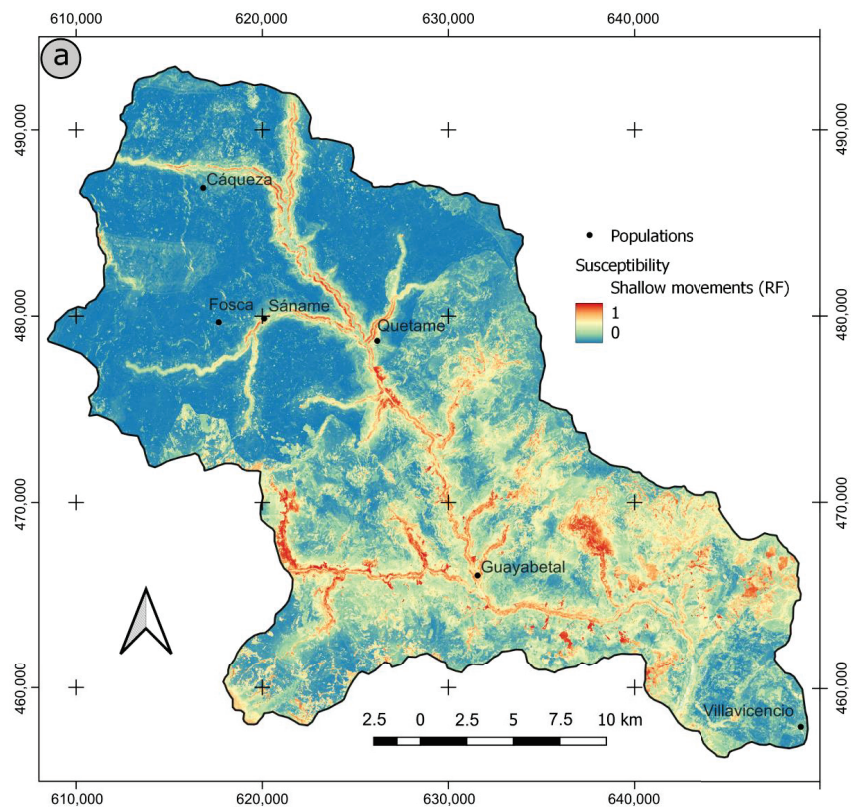 610,000 620,000 630,000 640,000
a
490,000 490,000
Cáqueza
Populations
Susceptibility
Shallow movements (RF)
1
0
480,000 480,000
Fosca Sáname
Quetame
470,000 470,000
Guayabetal
460,000 460,000
Villavicencio
2.5 0 2.5 5 7.5 10 km
610,000 620,000 630,000 640,000